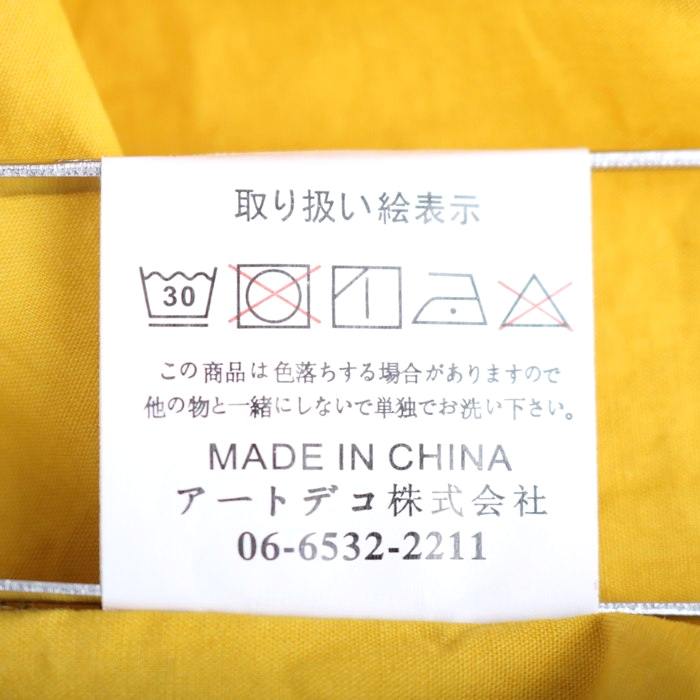 取り扱い絵表示
30
この商品は色落ちする場合がありますので
他の物と一緒にしないで単独でお洗い下さい。
MADE IN CHINA
アートデコ株式会社
06-6532-2211